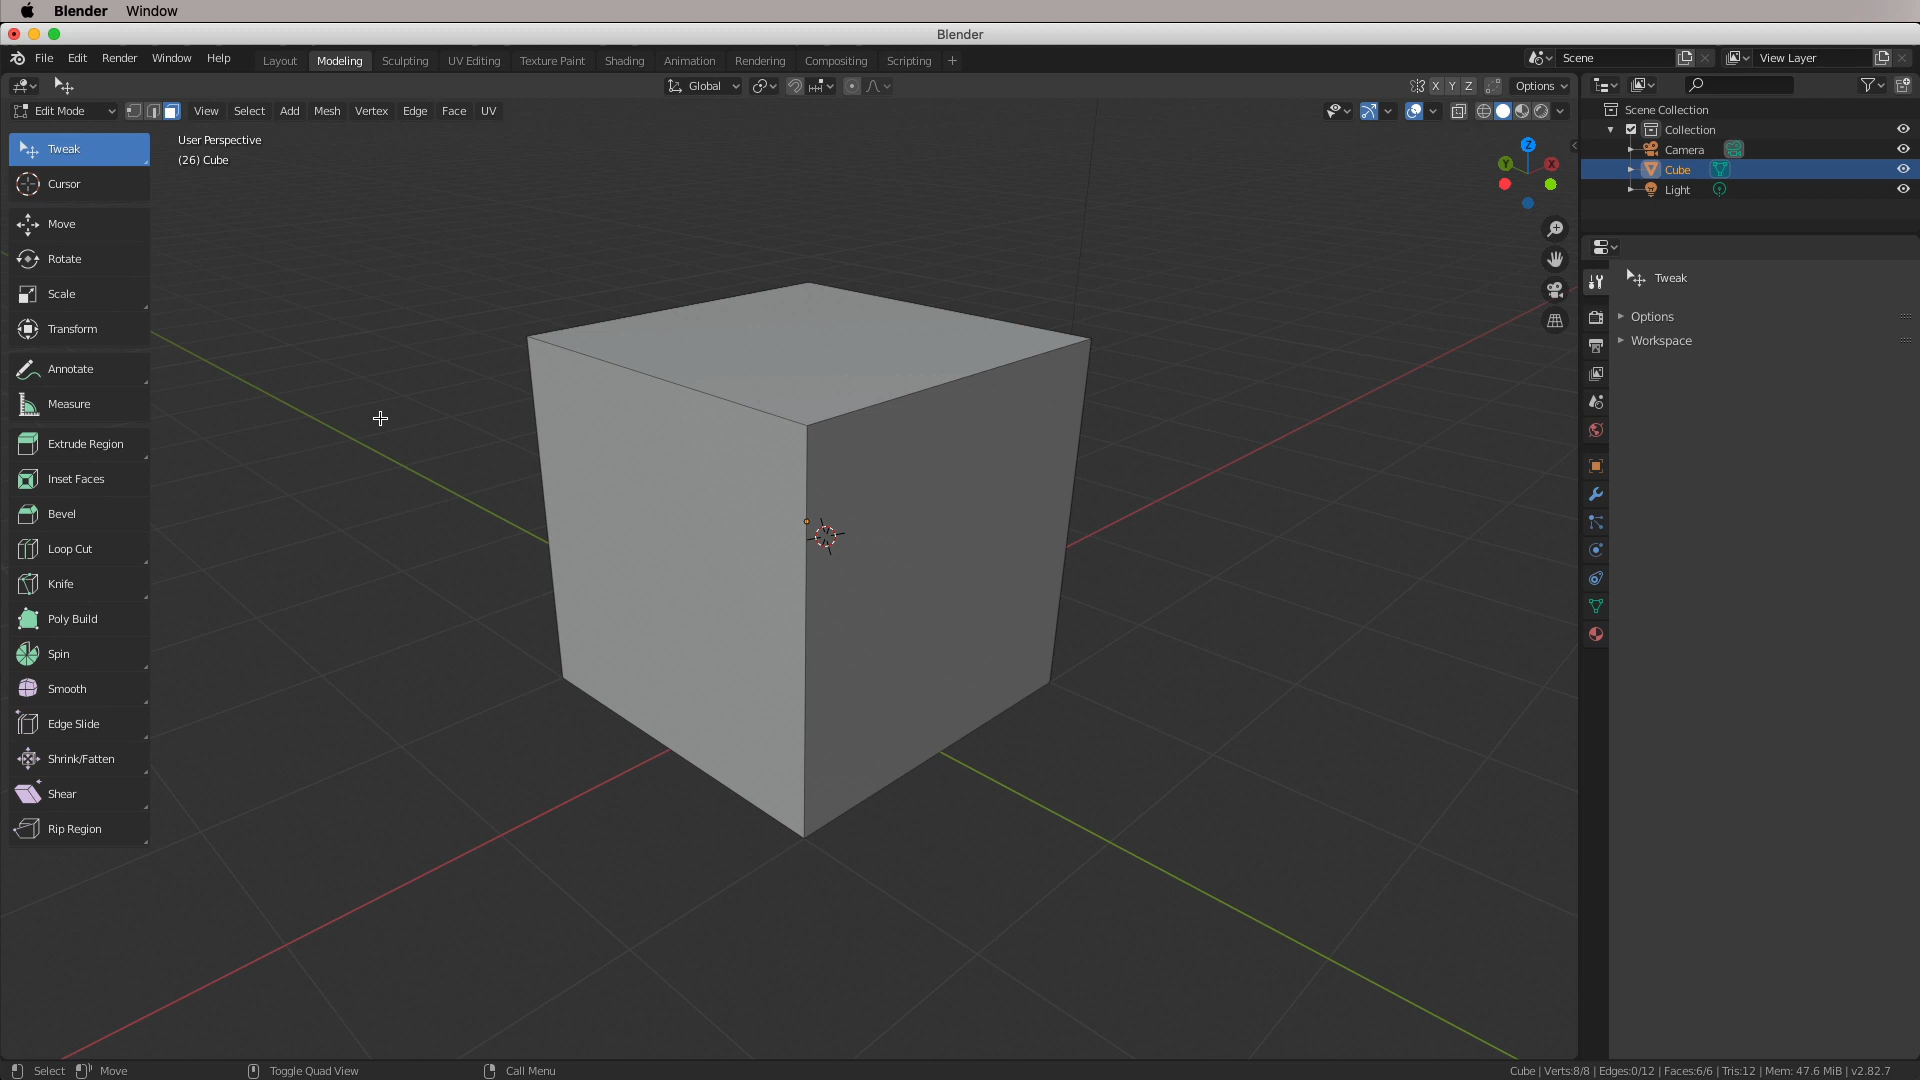 Blender Window
Blender
File Edit Render Window Help Layout Modeling Sculpting UV Editing Texture Paint Shading Animation Rendering Compositing Scripting + Scene View Layer
Global X Y Z Options
Edit Mode View Select Add Mesh Vertex Edge Face UV
Scene Collection
Collection
Camera
Cube
Light
User Perspective
(26) Cube
Z
Y X
Tweak
Cursor
Move
Rotate
Scale
Transform
Annotate
Measure
Extrude Region
Inset Faces
Bevel
Loop Cut
Knife
Poly Build
Spin
Smooth
Edge Slide
Shrink/Fatten
Shear
Rip Region
Tweak
Options
Workspace
Select Move Toggle Quad View Call Menu Cube | Verts:8/8 | Edges:0/12 | Faces:6/6 | Tris:12 | Mem: 47.6 MiB | v2.82.7